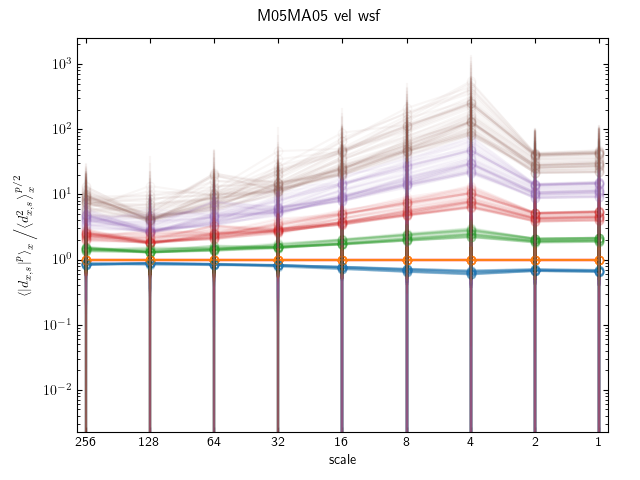 M05MA05 vel wsf
10³
10²
10¹
10⁰
10⁻¹
10⁻²
⟨|d_{x,s}|^p⟩_x / ⟨d²_{x,s}⟩_x^{p/2}
256 128 64 32 16 8 4 2 1
scale